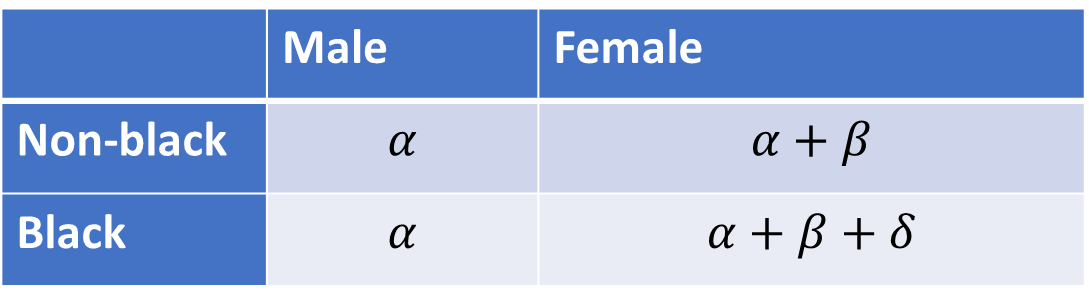 Male Female
Non-black α α + β
Black α α + β + δ